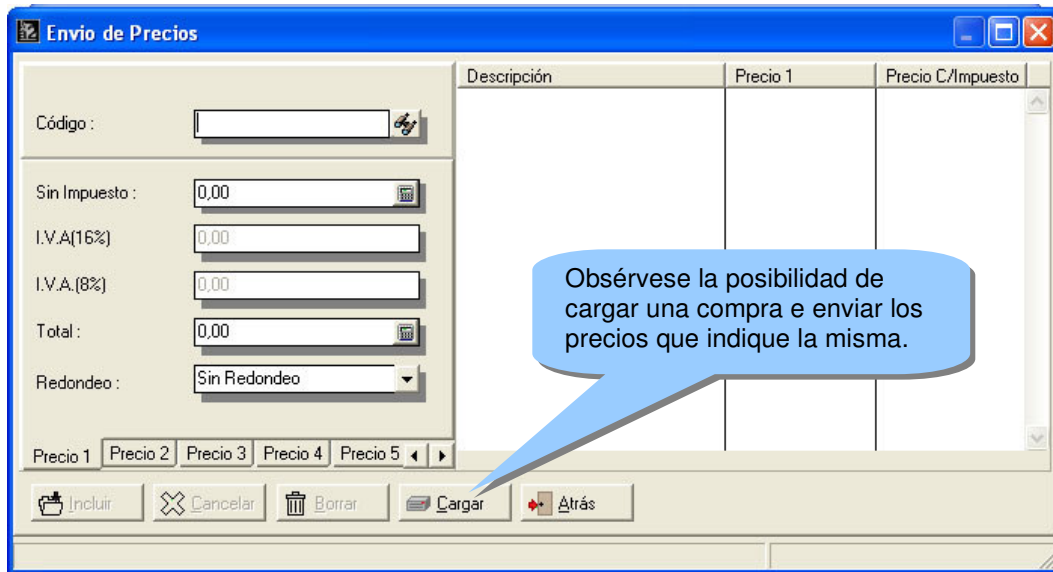 Envio de Precios
Descripción Precio 1 Precio C/Impuesto
Código :
Sin Impuesto : 0,00
I.V.A(16%) 0,00
I.V.A.(8%) 0,00
Total : 0,00
Redondeo : Sin Redondeo
Obsérvese la posibilidad de
cargar una compra e enviar los
precios que indique la misma.
Precio 1 Precio 2 Precio 3 Precio 4 Precio 5
Incluir Cancelar Borrar Cargar Atrás